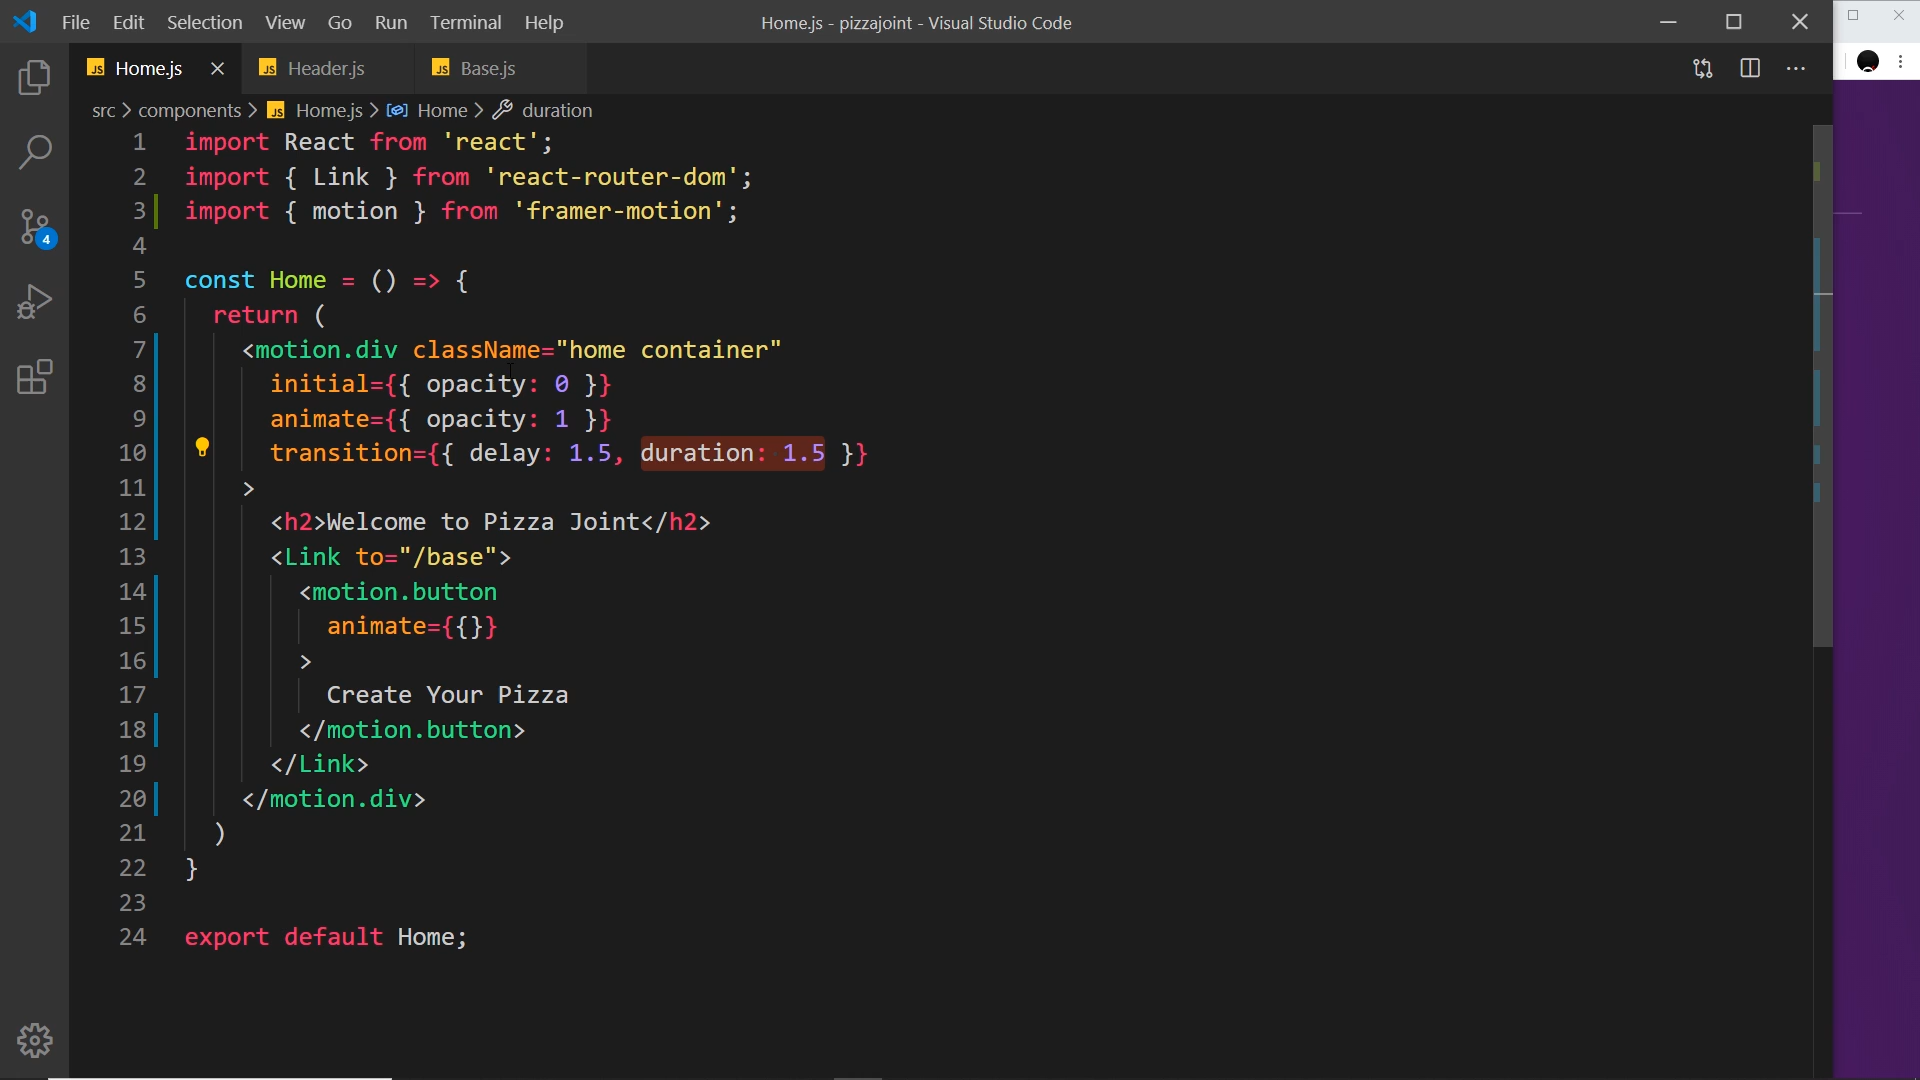 File Edit Selection View Go Run Terminal Help
Home.js - pizzajoint - Visual Studio Code
JS Home.js
JS Header.js
JS Base.js
src > components > JS Home.js > Home > duration
4
1 import React from 'react';
2 import { Link } from 'react-router-dom';
3 import { motion } from 'framer-motion';
4
5 const Home = () => {
6 return (
7 <motion.div className="home container"
8 initial={{ opacity: 0 }}
9 animate={{ opacity: 1 }}
10 transition={{ delay: 1.5, duration: 1.5 }}
11 >
12 <h2>Welcome to Pizza Joint</h2>
13 <Link to="/base">
14 <motion.button
15 animate={{}}
16 >
17 Create Your Pizza
18 </motion.button>
19 </Link>
20 </motion.div>
21 )
22 }
23
24 export default Home;